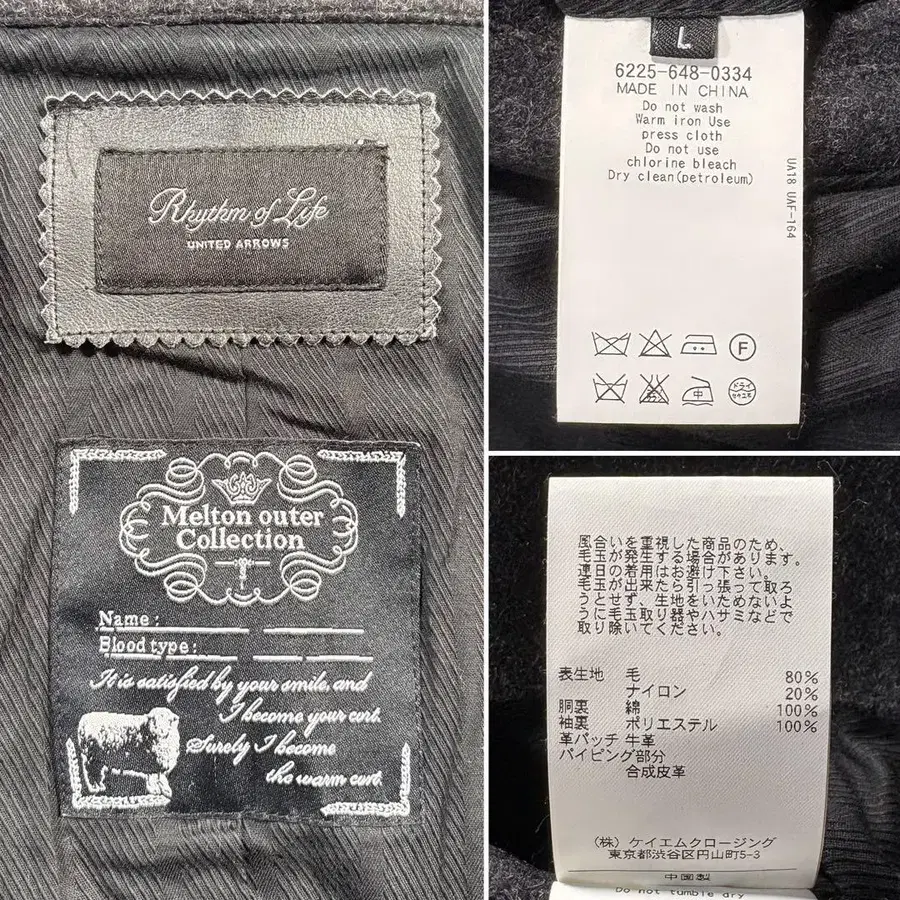 Rhythm of Life
UNITED ARROWS
Melton outer
Collection
Name:
Blood type:
It is satisfied by your smile, and
I become your curt.
Surely I become
the warm curt.
L
6225-648-0334
MADE IN CHINA
Do not wash
Warm iron Use
press cloth
Do not use
chlorine bleach
Dry clean(petroleum)
UA18 UAF-164
F
中
ドライ
セキユ系
風合いを重視した商品のため、
毛玉が発生する場合があります。
連日の着用はお避け下さい。
毛玉が出来たら引っ張って取ろ
うとせず、生地をいためないよ
うに毛玉取り器やハサミなどで
取り除いてください。
表生地 毛 80%
ナイロン 20%
胴裏 綿 100%
袖裏 ポリエステル 100%
革パッチ 牛革
パイピング部分
合成皮革
(株) ケイエムクロージング
東京都渋谷区円山町5-3
中国製
Do not tumble dry